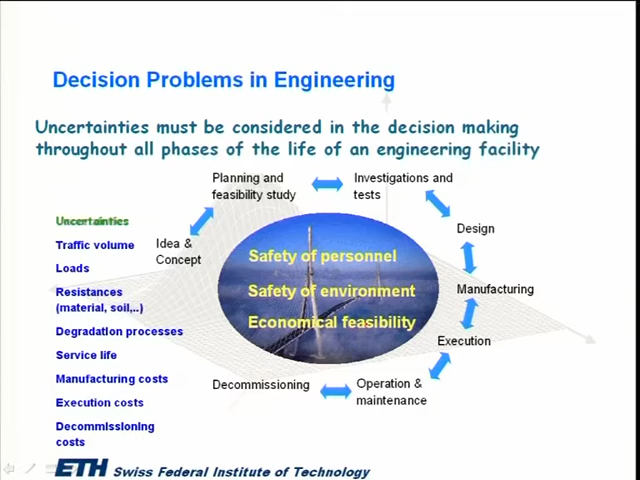 Decision Problems in Engineering
Uncertainties must be considered in the decision making
throughout all phases of the life of an engineering facility
Planning and
feasibility study
Investigations and
tests
Uncertainties
Traffic volume
Loads
Resistances
(material, soil,..)
Degradation processes
Service life
Manufacturing costs
Execution costs
Decommissioning
costs
Idea &
Concept
Safety of personnel
Safety of environment
Economical feasibility
Design
Manufacturing
Execution
Decommissioning
Operation &
maintenance
ETH Swiss Federal Institute of Technology